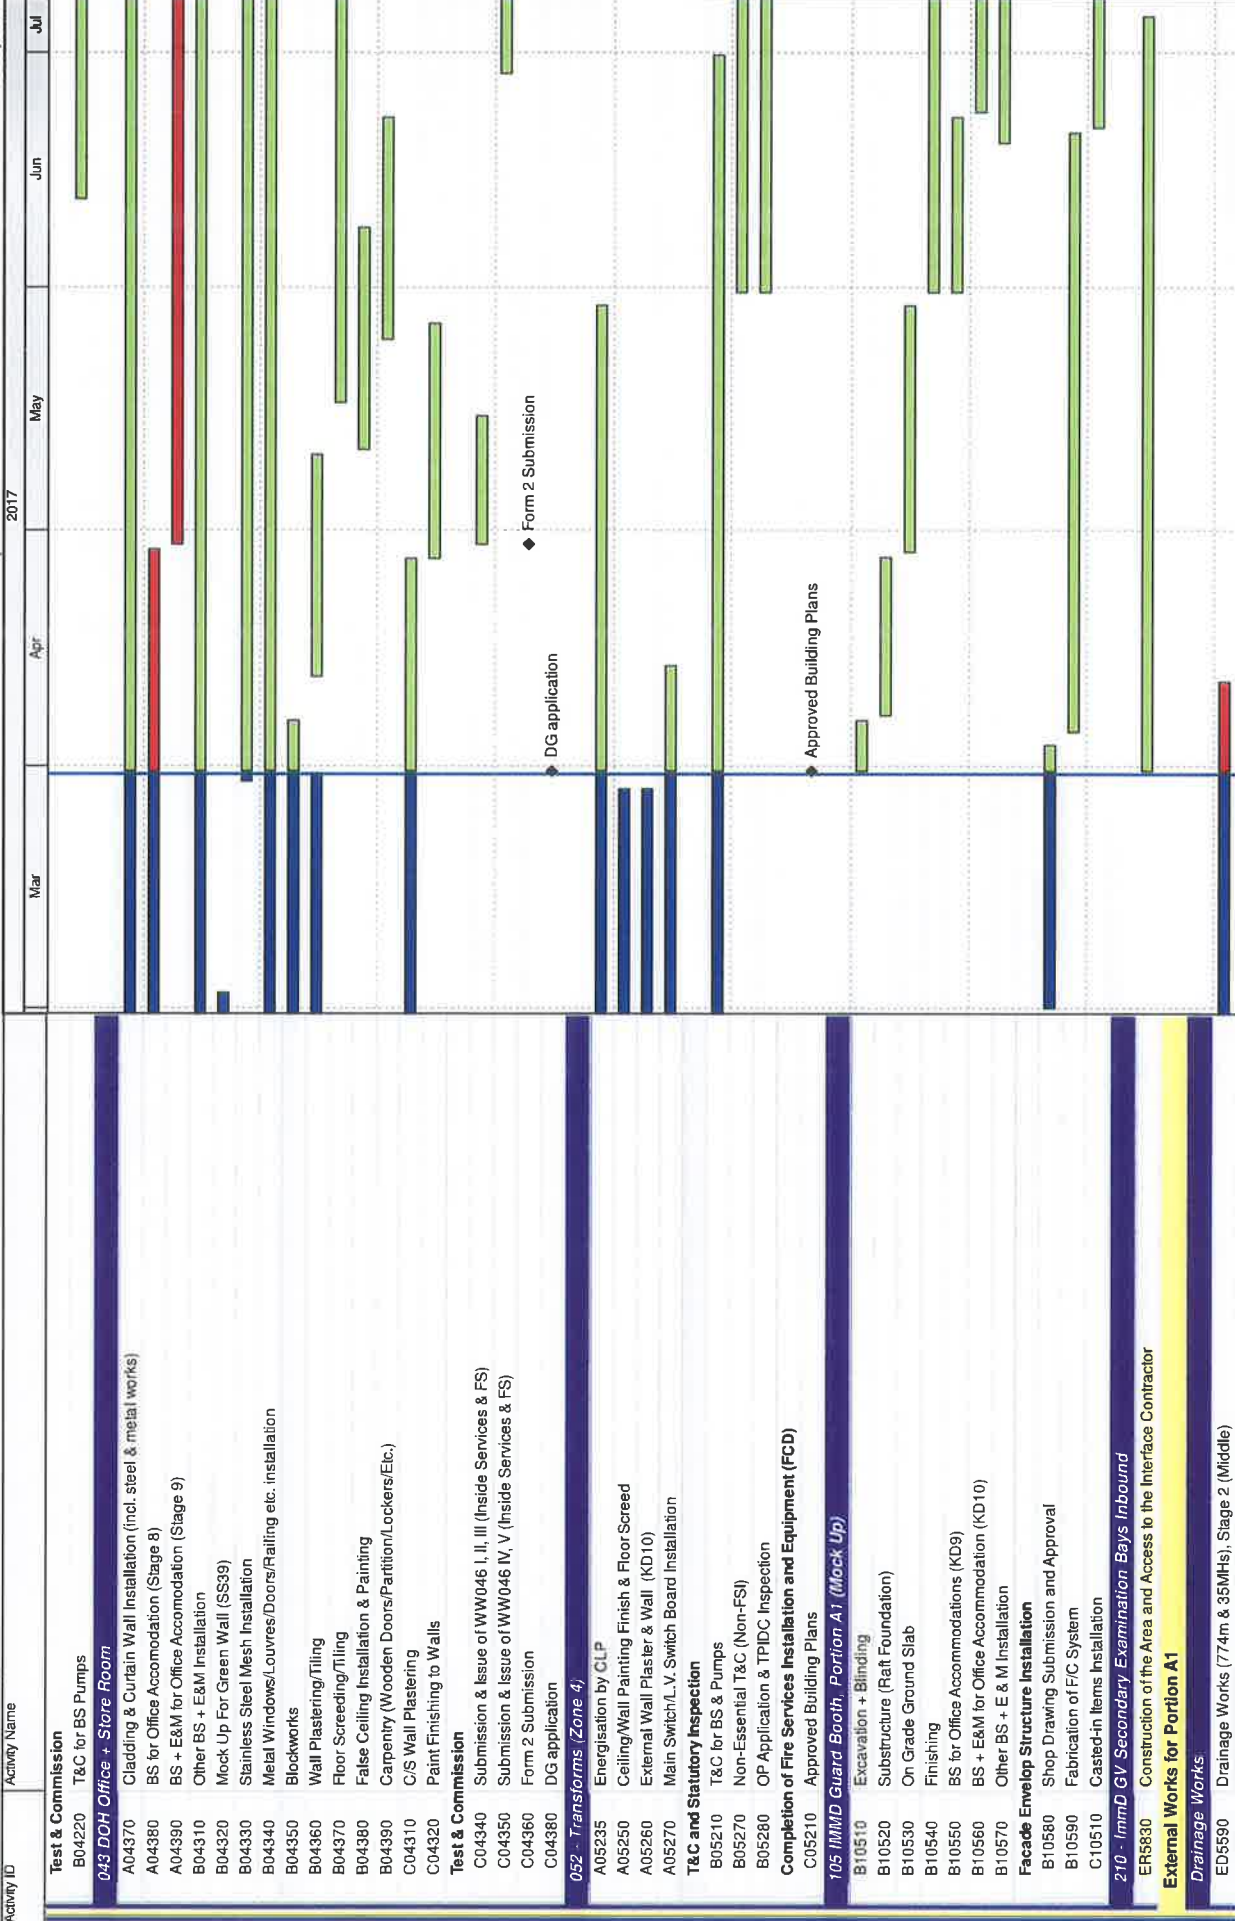 Activity ID Activity Name 2017
Mar Apr May Jun Jul
Test & Commission
B04220 T&C for BS Pumps
043 DOH Office + Store Room
A04370 Cladding & Curtain Wall Installation (incl. steel & metal works)
A04380 BS for Office Accomodation (Stage 8)
A04390 BS + E&M for Office Accomodation (Stage 9)
B04310 Other BS + E&M Installation
B04320 Mock Up For Green Wall (SS39)
B04330 Stainless Steel Mesh Installation
B04340 Metal Windows/Louvres/Doors/Railing etc. installation
B04350 Blockworks
B04360 Wall Plastering/Tiling
B04370 Floor Screeding/Tiling
B04380 False Ceiling Installation & Painting
B04390 Carpentry (Wooden Doors/Partition/Lockers/Etc.)
C04310 C/S Wall Plastering
C04320 Paint Finishing to Walls
Test & Commission
C04340 Submission & Issue of WW046 I, II, III (Inside Services & FS)
C04350 Submission & Issue of WW046 IV, V (Inside Services & FS)
C04360 Form 2 Submission Form 2 Submission
C04380 DG application DG application
052 - Transforms (Zone 4)
A05235 Energisation by CLP
A05250 Ceiling/Wall Painting Finish & Floor Screed
A05260 External Wall Plaster & Wall (KD10)
A05270 Main Switch/L.V. Switch Board Installation
T&C and Statutory Inspection
B05210 T&C for BS & Pumps
B05270 Non-Essential T&C (Non-FSI)
B05280 OP Application & TPIDC Inspection
Completion of Fire Services Installation and Equipment (FCD)
C05210 Approved Building Plans Approved Building Plans
105 IMMD Guard Booth, Portion A1 (Mock Up)
B10510 Excavation + Blinding
B10520 Substructure (Raft Foundation)
B10530 On Grade Ground Slab
B10540 Finishing
B10550 BS for Office Accommodations (KD9)
B10560 BS + E&M for Office Accommodation (KD10)
B10570 Other BS + E & M Installation
Facade Envelop Structure Installation
B10580 Shop Drawing Submission and Approval
B10590 Fabrication of F/C System
C10510 Casted-in Items Installation
210 - ImmD GV Secondary Examination Bays Inbound
ER5830 Construction of the Area and Access to the Interface Contractor
External Works for Portion A1
Drainage Works
ED5590 Drainage Works (774m & 35MHs), Stage 2 (Middle)